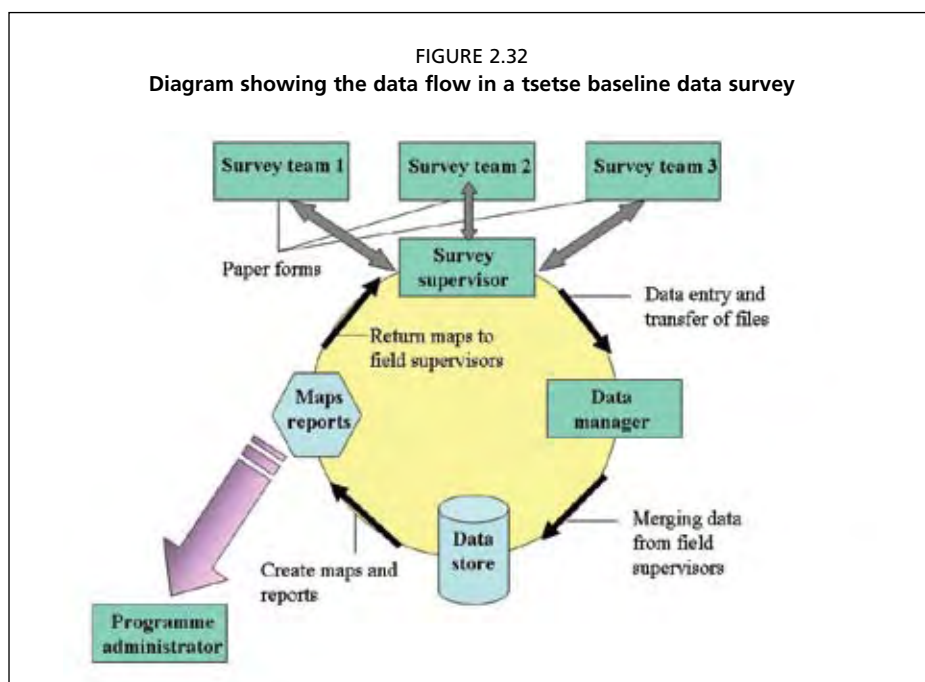 FIGURE 2.32
Diagram showing the data flow in a tsetse baseline data survey
Survey team 1
Survey team 2
Survey team 3
Paper forms
Survey
supervisor
Data entry and
transfer of files
Return maps to
field supervisors
Maps
reports
Data
manager
Data
store
Merging data
from field
supervisors
Create maps and
reports
Programme
administrator